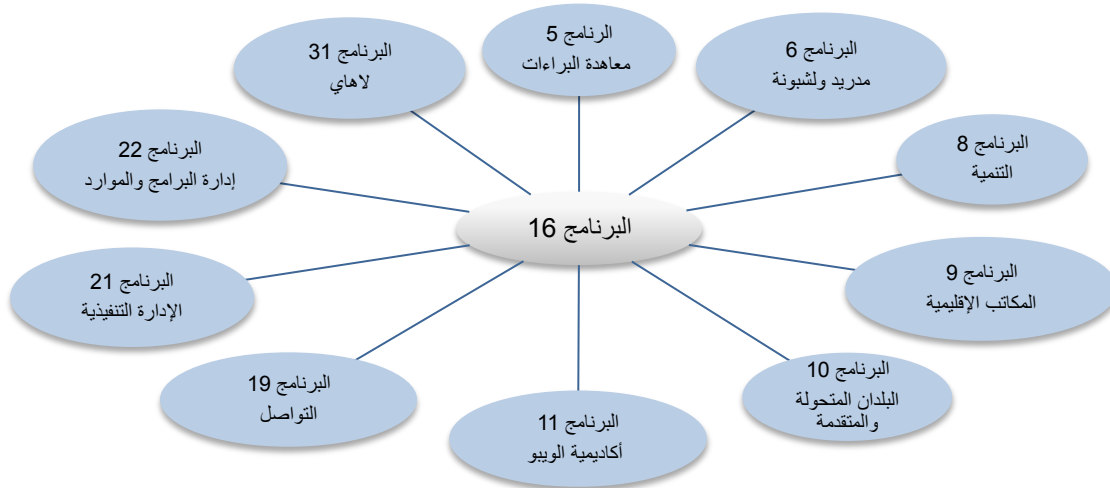 البرنامج 31
لاهاي
الرنامج 5
معاهدة البراءات
البرنامج 6
مدريد ولشبونة
البرنامج 22
إدارة البرامج والموارد
البرنامج 8
التنمية
البرنامج 16
البرنامج 21
الإدارة التنفيذية
البرنامج 9
المكاتب الإقليمية
البرنامج 19
التواصل
البرنامج 11
أكاديمية الويبو
البرنامج 10
البلدان المتحولة
والمتقدمة